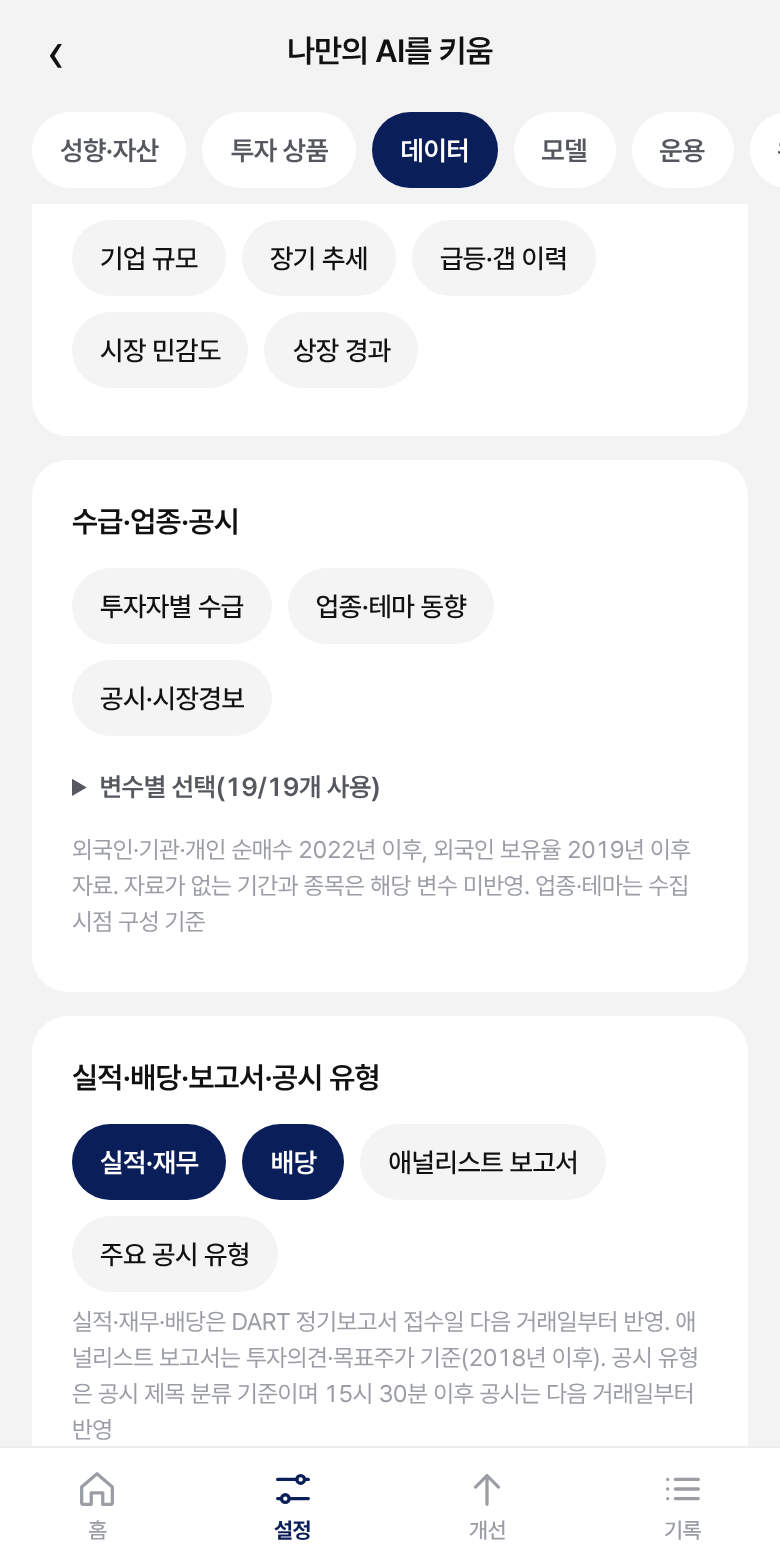 나만의 AI를 키움
성향·자산
투자 상품
데이터
모델
운용
기업 규모
장기 추세
급등·갭 이력
시장 민감도
상장 경과
수급·업종·공시
투자자별 수급
업종·테마 동향
공시·시장경보
▶ 변수별 선택(19/19개 사용)
외국인·기관·개인 순매수 2022년 이후, 외국인 보유율 2019년 이후
자료. 자료가 없는 기간과 종목은 해당 변수 미반영. 업종·테마는 수집
시점 구성 기준
실적·배당·보고서·공시 유형
실적·재무
배당
애널리스트 보고서
주요 공시 유형
실적·재무·배당은 DART 정기보고서 접수일 다음 거래일부터 반영. 애
널리스트 보고서는 투자의견·목표주가 기준(2018년 이후). 공시 유형
은 공시 제목 분류 기준이며 15시 30분 이후 공시는 다음 거래일부터
반영
홈
설정
개선
기록